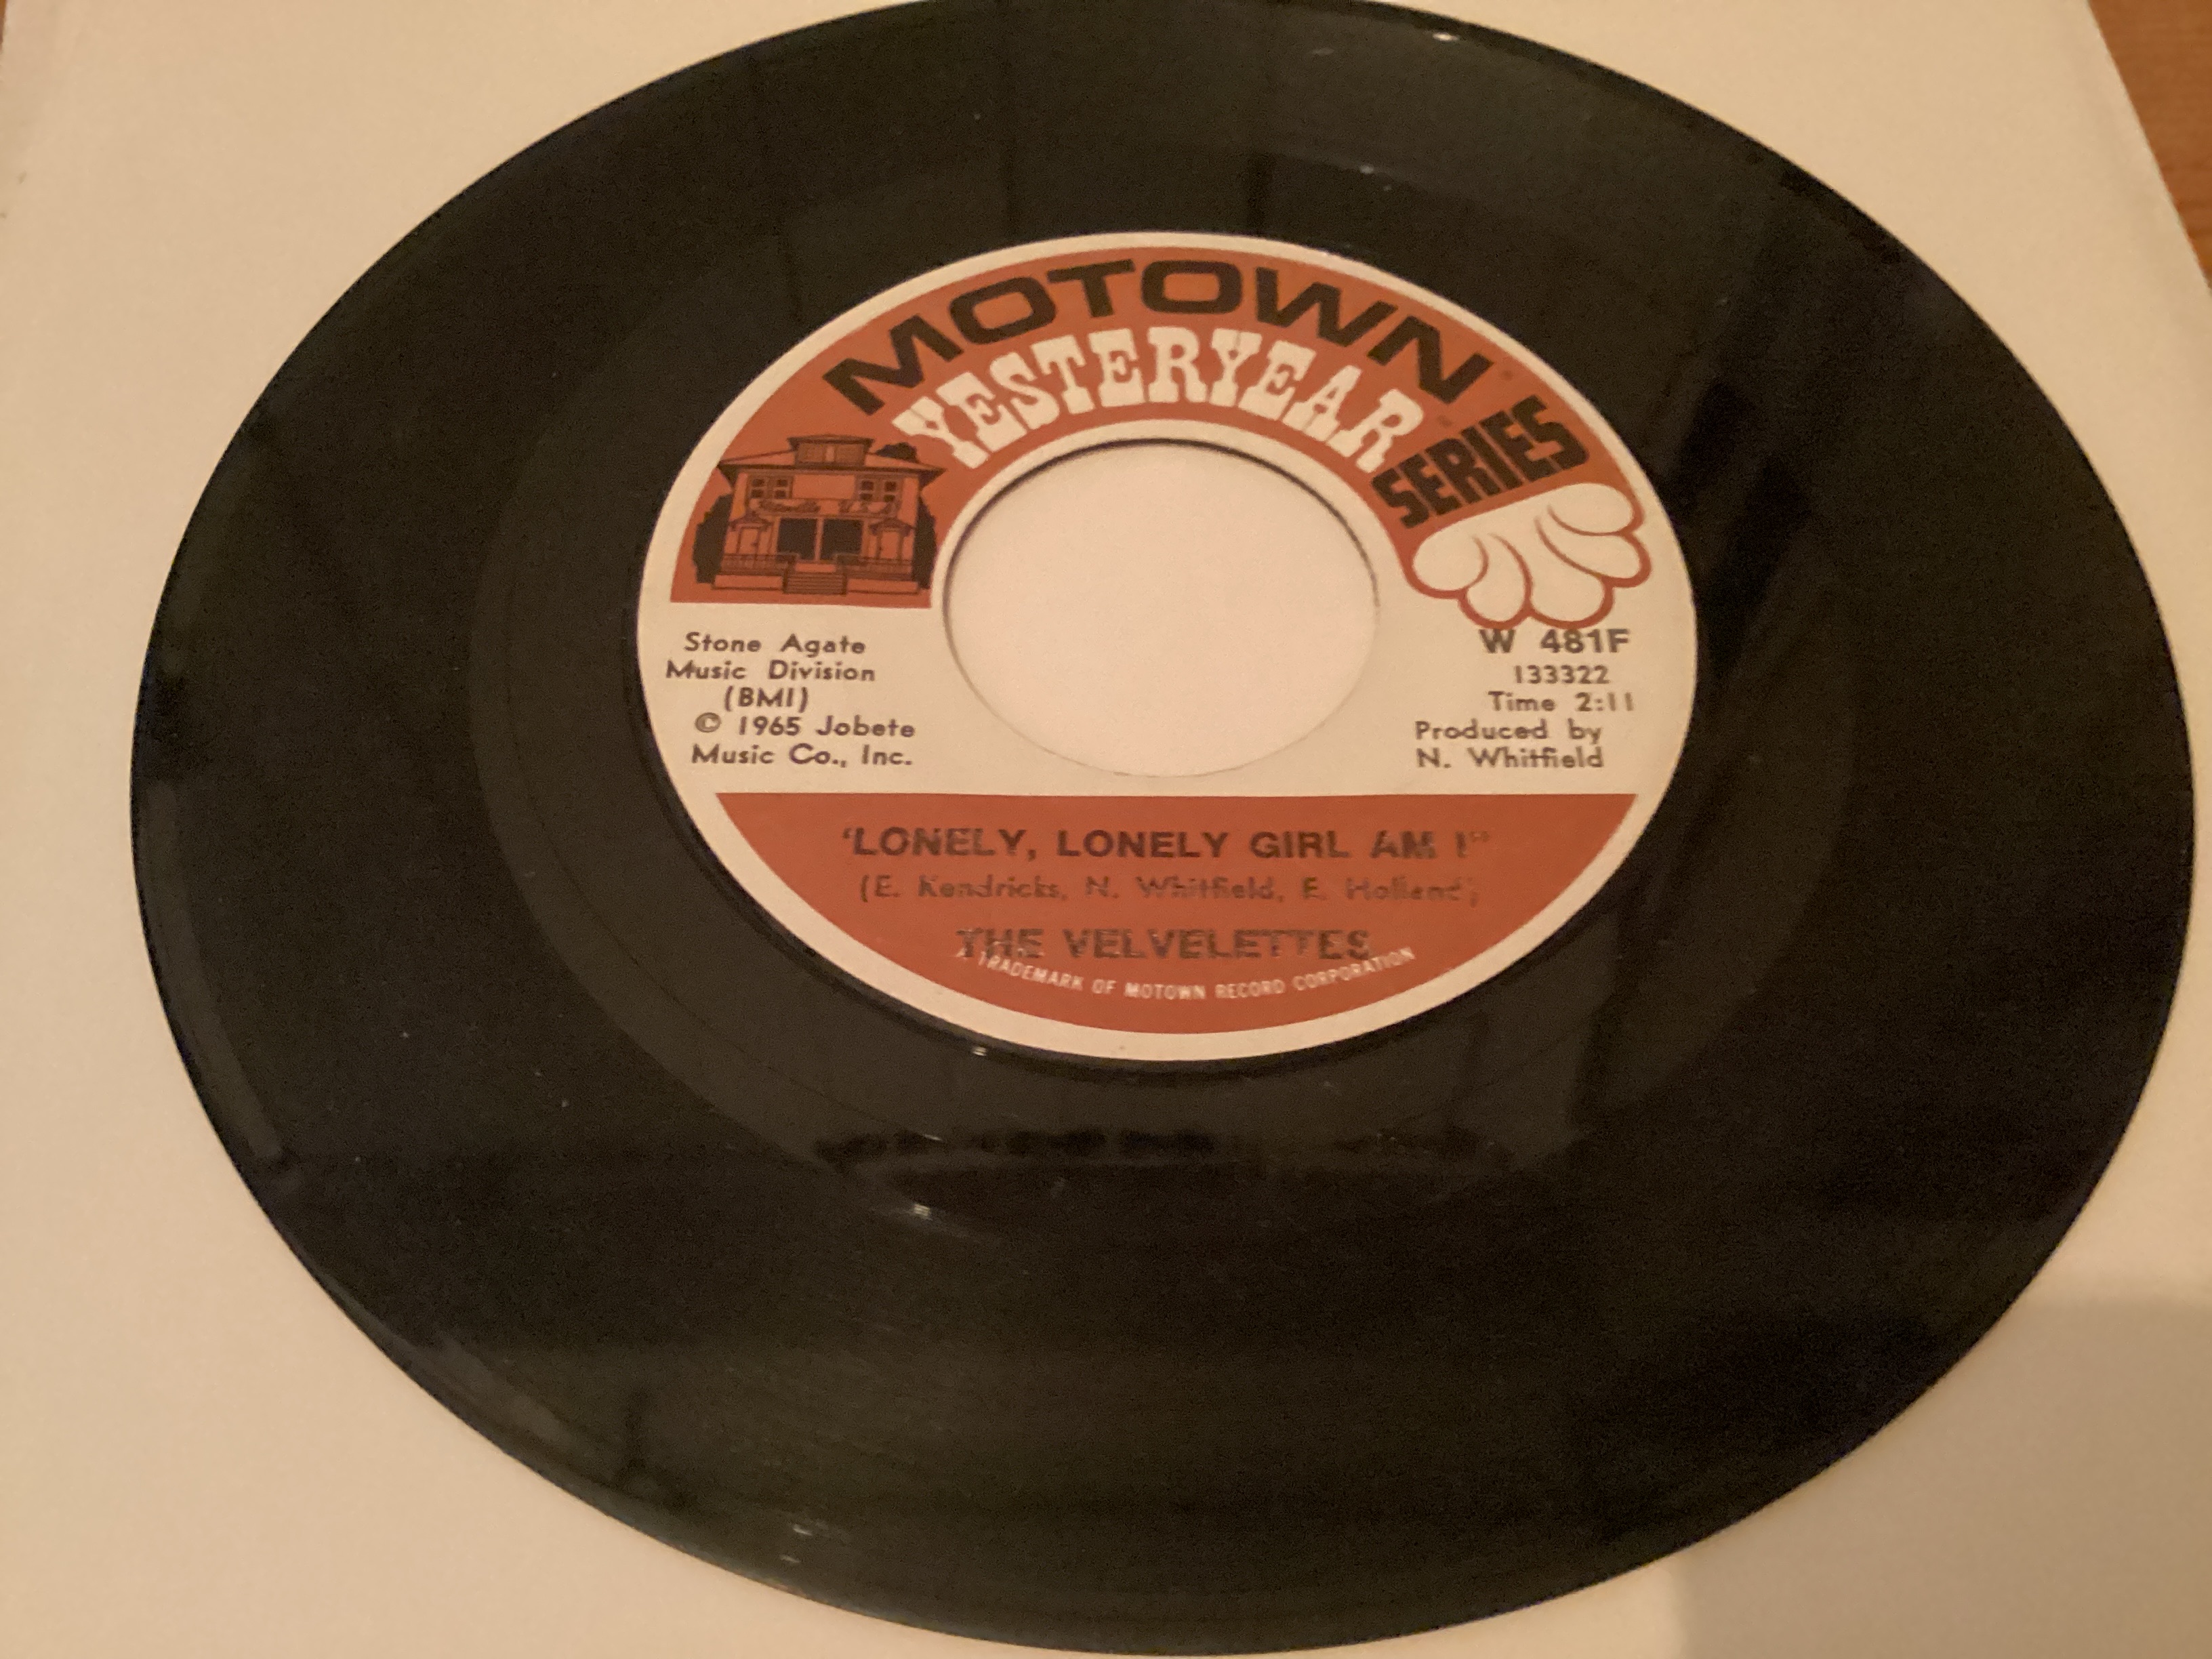 MOTOWN
YESTERYEAR
SERIES
Stone Agate
Music Division
(BMI)
© 1965 Jobete
Music Co., Inc.
W 481F
133322
Time 2:11
Produced by
N. Whitfield
"LONELY, LONELY GIRL AM I"
(E. Kendricks, N. Whitfield, E. Holland)
THE VELVELETTES
A TRADEMARK OF MOTOWN RECORD CORPORATION